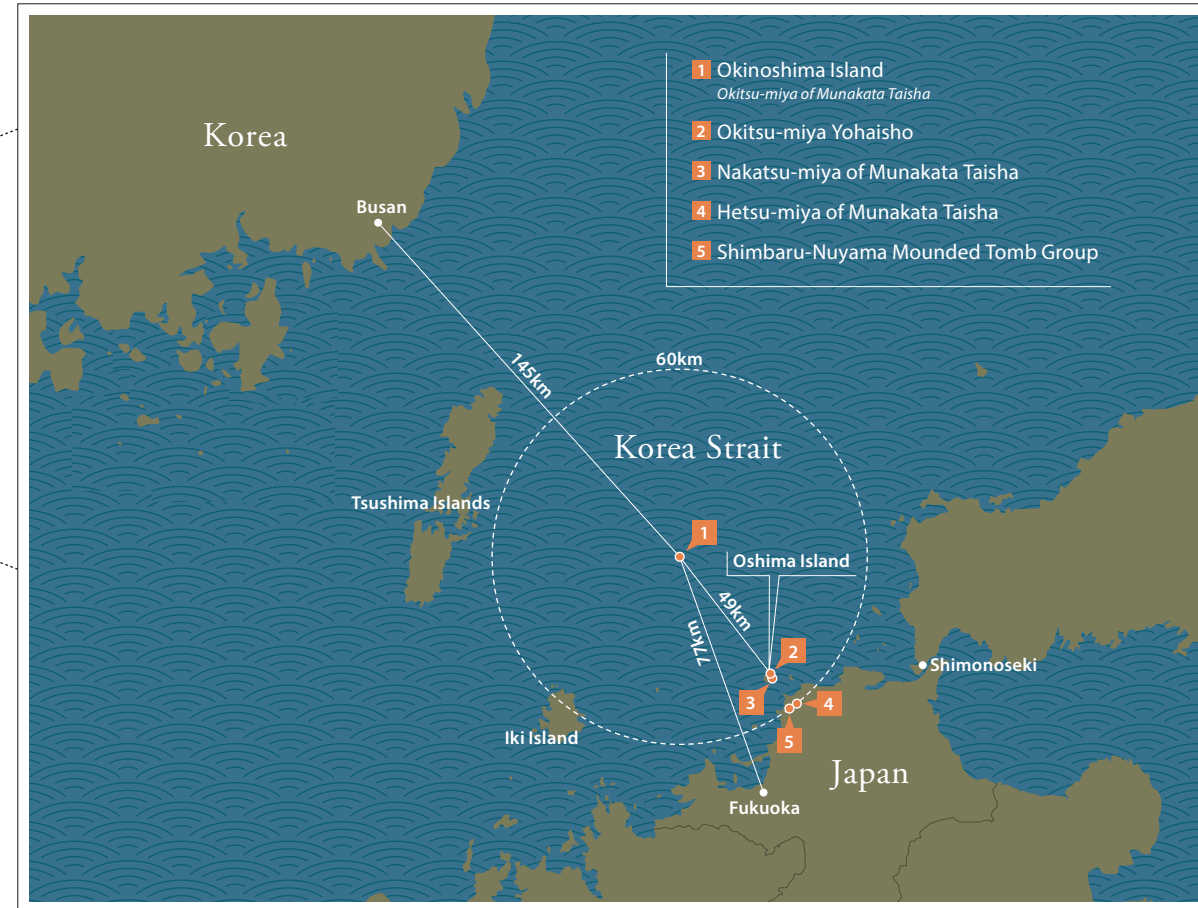 1 Okinoshima Island
Okitsu-miya of Munakata Taisha
2 Okitsu-miya Yohaisho
3 Nakatsu-miya of Munakata Taisha
4 Hetsu-miya of Munakata Taisha
5 Shimbaru-Nuyama Mounded Tomb Group
Korea
Busan
145km
60km
Korea Strait
Tsushima Islands
1
Oshima Island
49km
77km
2
Shimonoseki
3
4
5
Iki Island
Japan
Fukuoka